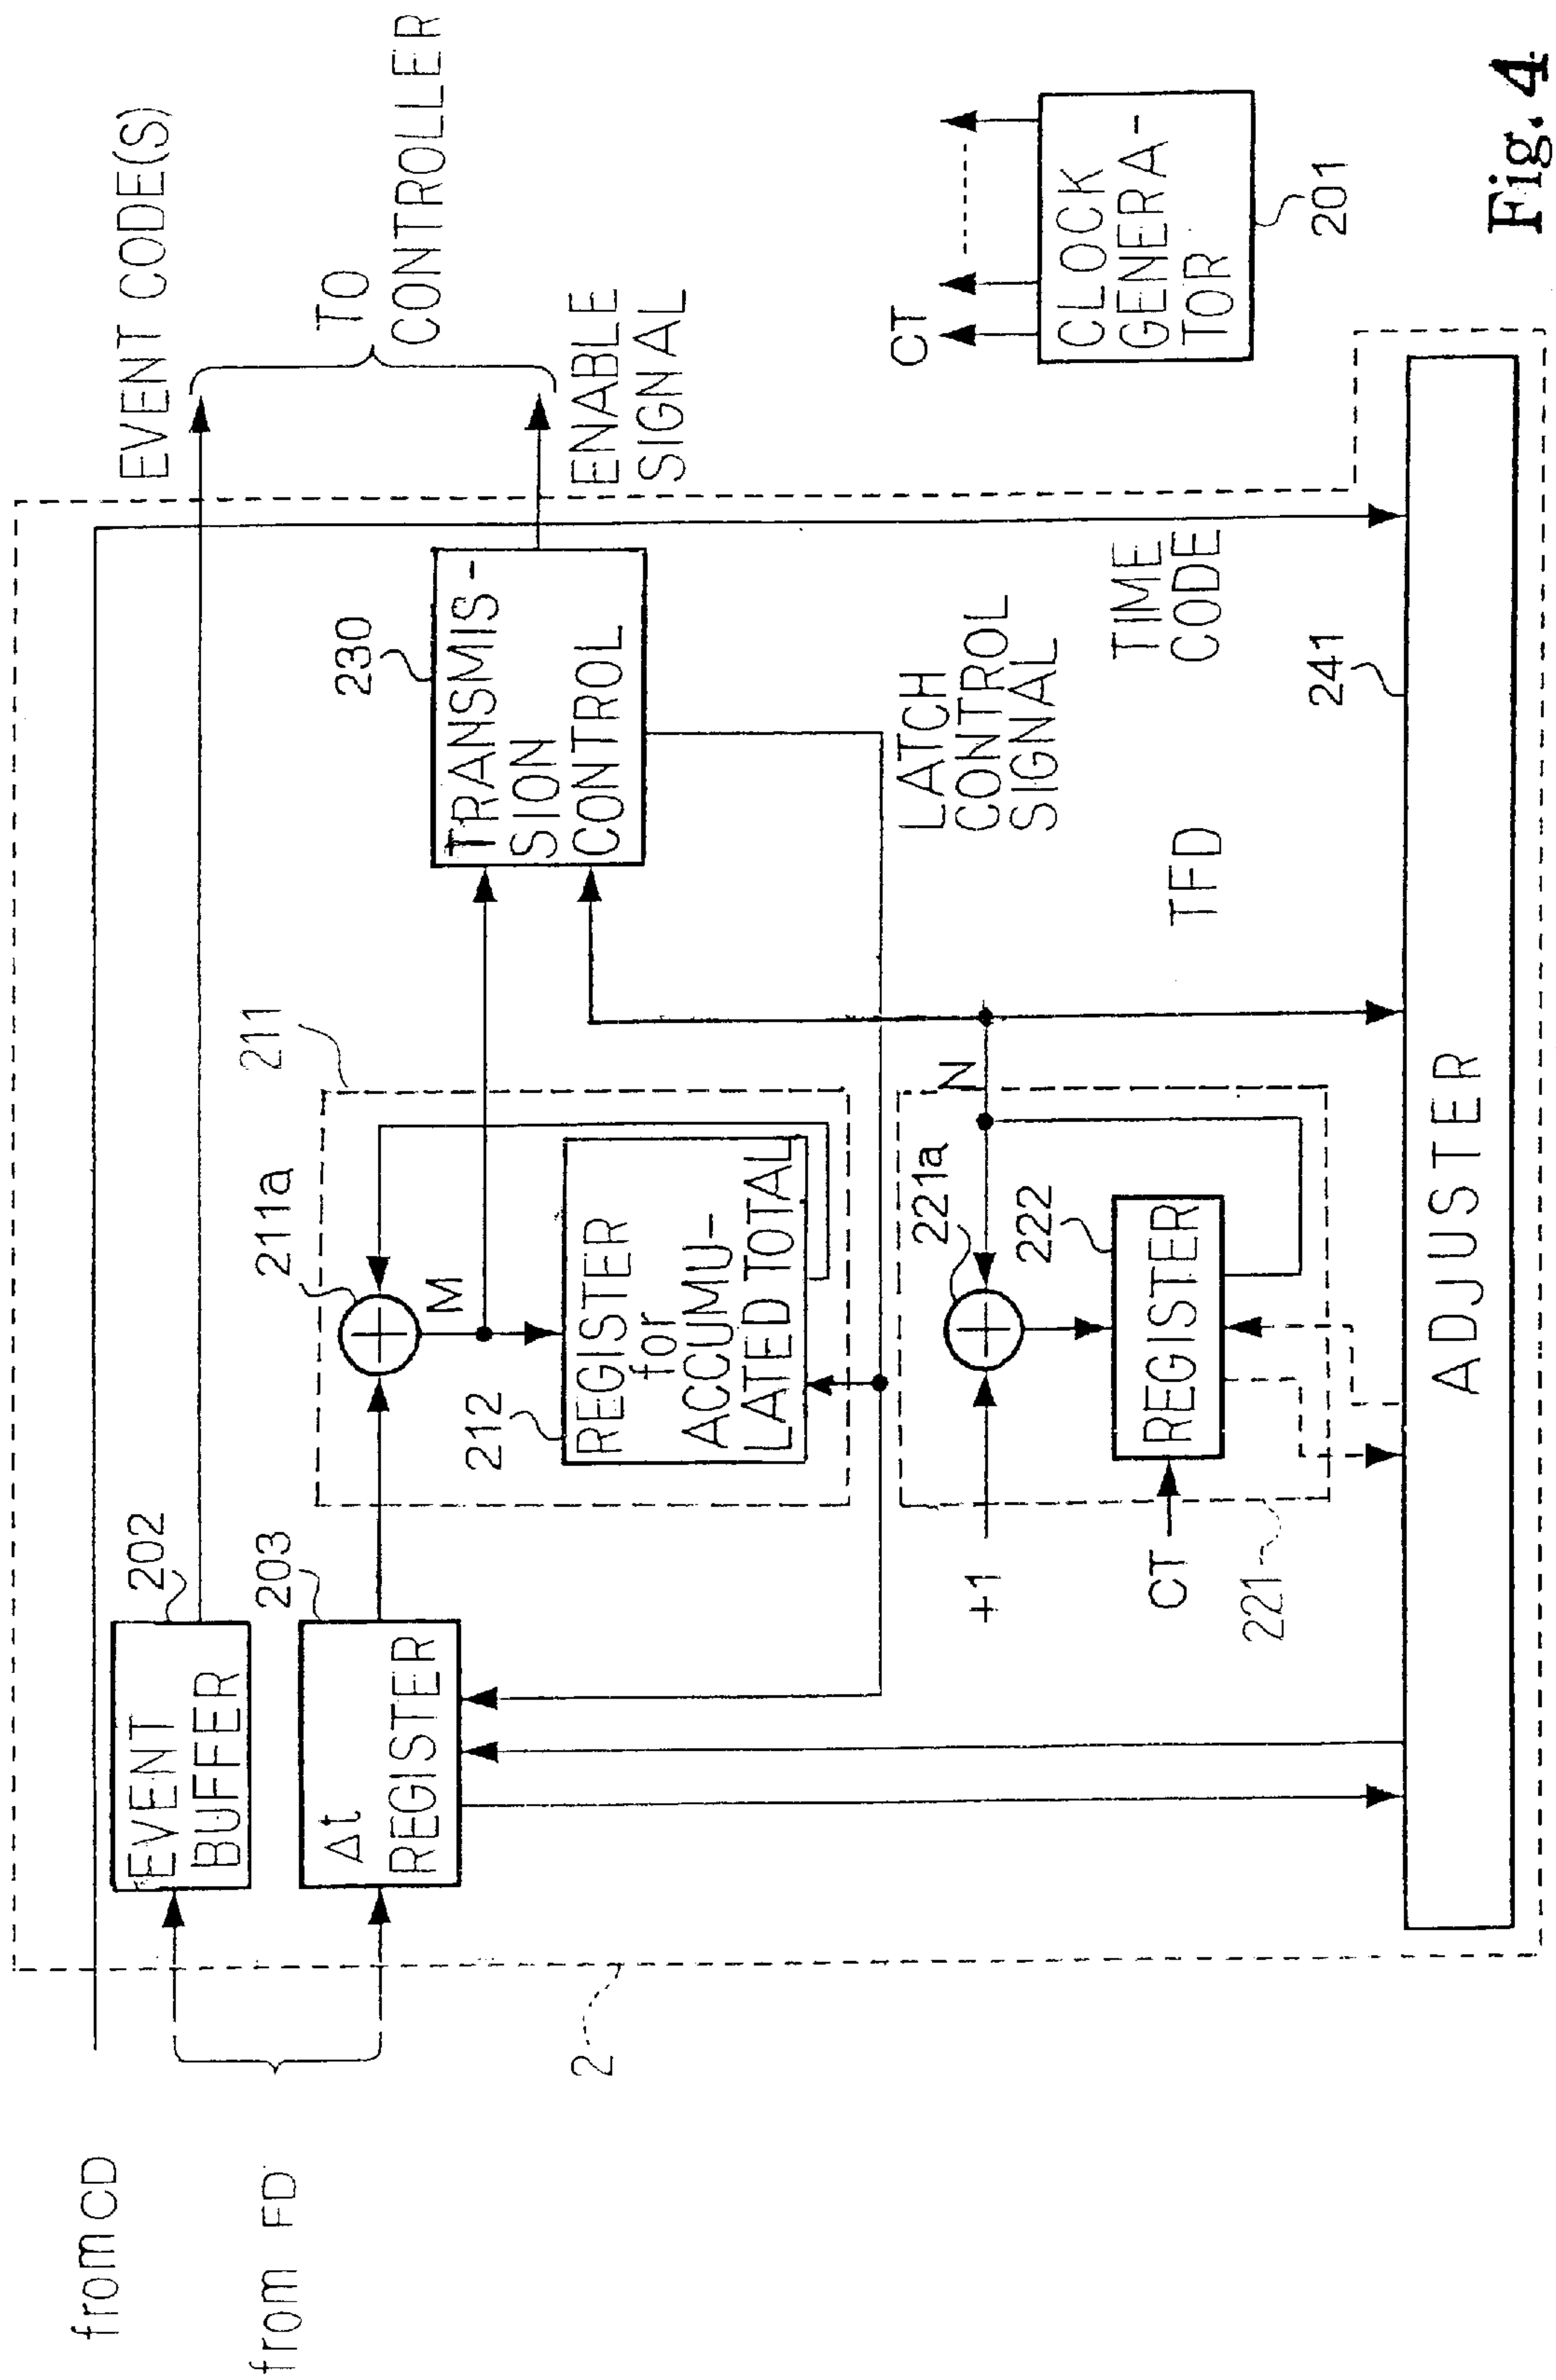 from CD
from FD
EVENT
BUFFER
202
Δt
REGISTER
203
EVENT CODE(S)
TO
CONTROLLER
ENABLE
SIGNAL
211
211a
M
212
REGISTER
for
ACCUMU-
LATED TOTAL
230
TRANSMIS-
SION
CONTROL
LATCH
CONTROL
SIGNAL
N
221a
+1
222
REGISTER
CT
221
TFD
TIME
CODE
241
ADJUSTER
2
CT
CLOCK
GENERA-
TOR
201
Fig. 4